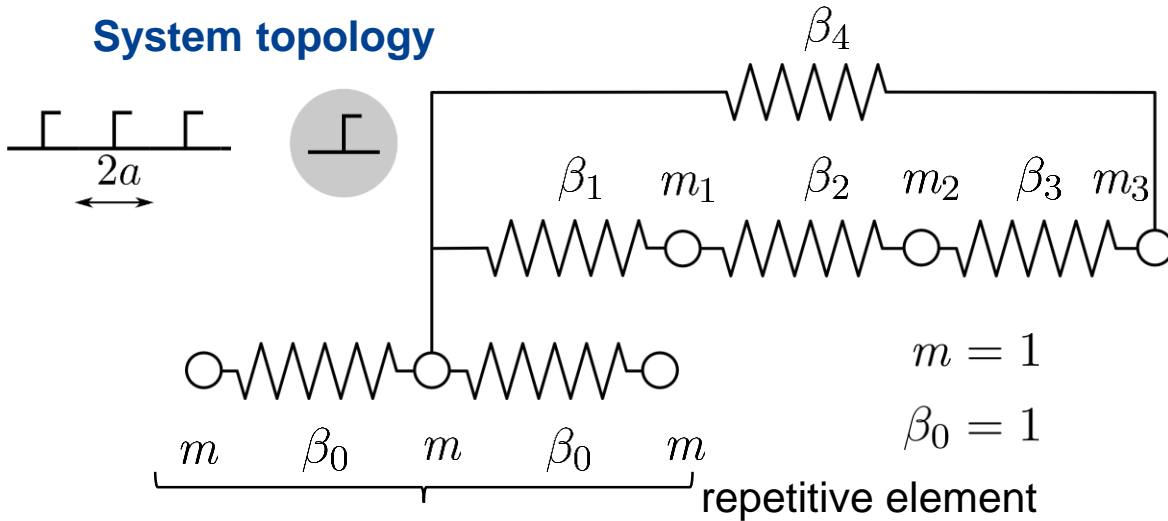 System topology
β₄
2a
β₁ m₁ β₂ m₂ β₃ m₃
m = 1
β₀ = 1
m β₀ m β₀ m
repetitive element